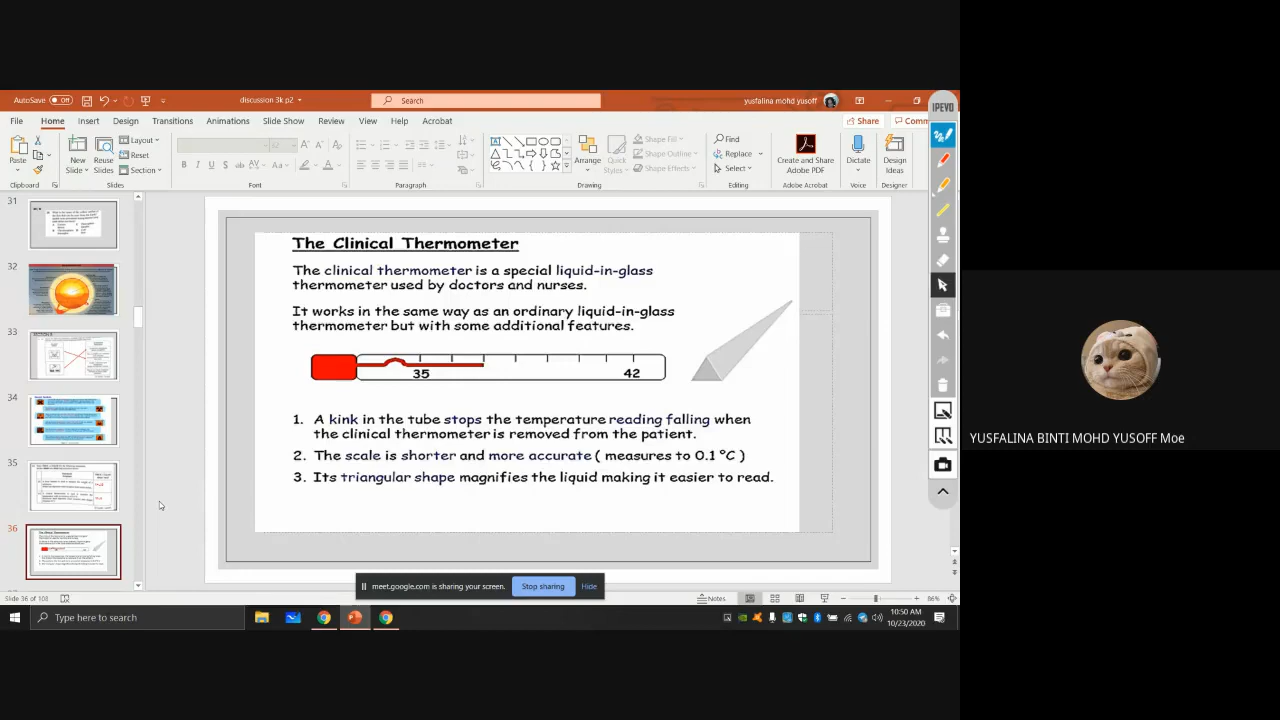 AutoSave Off
discussion 3k p2
Search
yusfalina mohd yusoff
IPEVO
File Home Insert Design Transitions Animations Slide Show Review View Help Acrobat
Share Comm
Paste
New Slide
Reuse Slides
Layout
Reset
Section
Arrange
Quick Styles
Shape Fill
Shape Outline
Shape Effects
Find
Replace
Select
Create and Share Adobe PDF
Dictate
Design Ideas
Clipboard Slides Font Paragraph Drawing Editing Adobe Acrobat Voice Designer
31
32
33
34
35
36
The Clinical Thermometer
The clinical thermometer is a special liquid-in-glass
thermometer used by doctors and nurses.
It works in the same way as an ordinary liquid-in-glass
thermometer but with some additional features.
35 42
1. A kink in the tube stops the temperature reading falling when
the clinical thermometer is removed from the patient.
2. The scale is shorter and more accurate ( measures to 0.1 °C )
3. Its triangular shape magnifies the liquid making it easier to read.
YUSFALINA BINTI MOHD YUSOFF Moe
meet.google.com is sharing your screen. Stop sharing Hide
Slide 36 of 108
Notes
86%
Type here to search
10:50 AM
10/23/2020